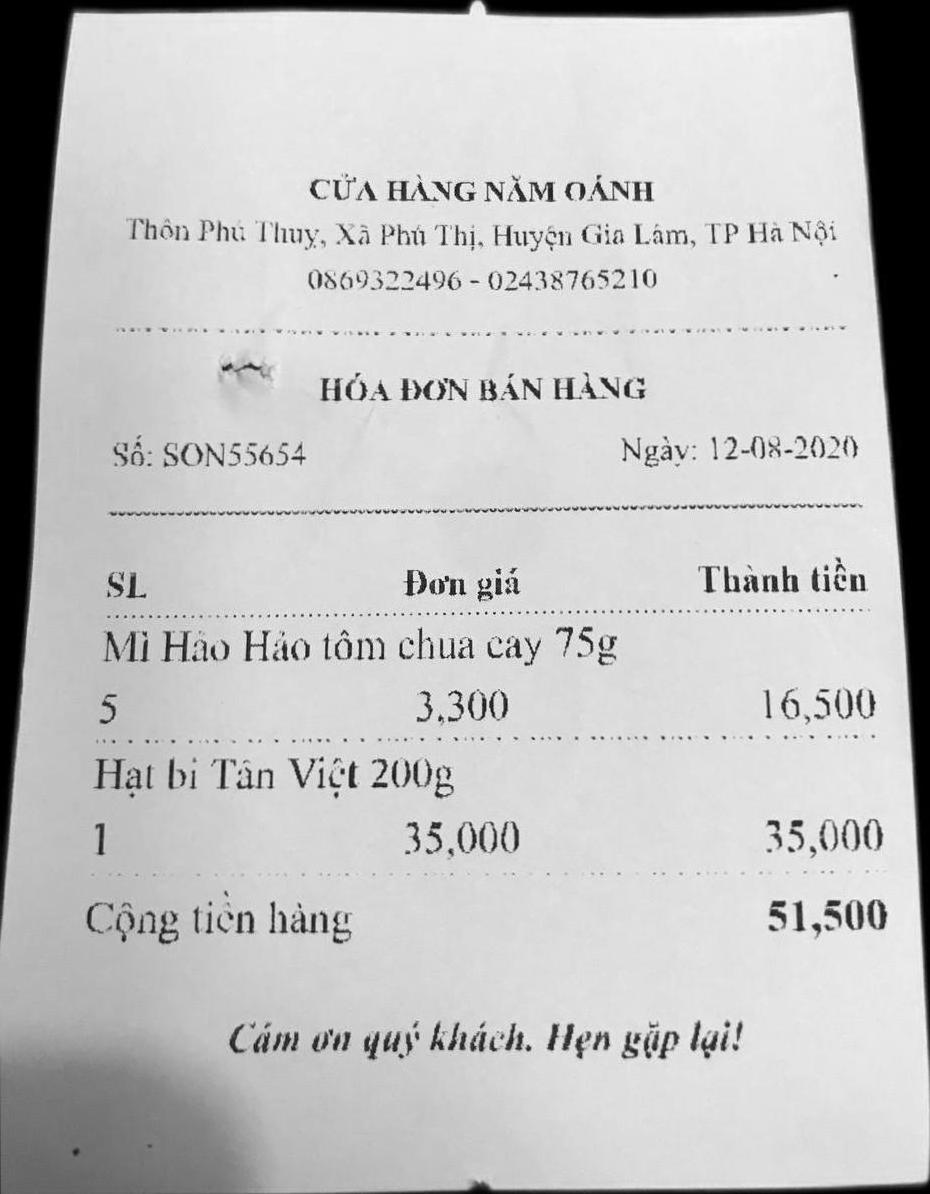 CỬA HÀNG NĂM OÁNH
Thôn Phú Thuỵ, Xã Phú Thị, Huyện Gia Lâm, TP Hà Nội
0869322496 - 02438765210
HÓA ĐƠN BÁN HÀNG
Số: SON55654 Ngày: 12-08-2020
SL Đơn giá Thành tiền
Mì Hảo Hảo tôm chua cay 75g
5 3,300 16,500
Hạt bí Tân Việt 200g
1 35,000 35,000
Cộng tiền hàng 51,500
Cám ơn quý khách. Hẹn gặp lại!